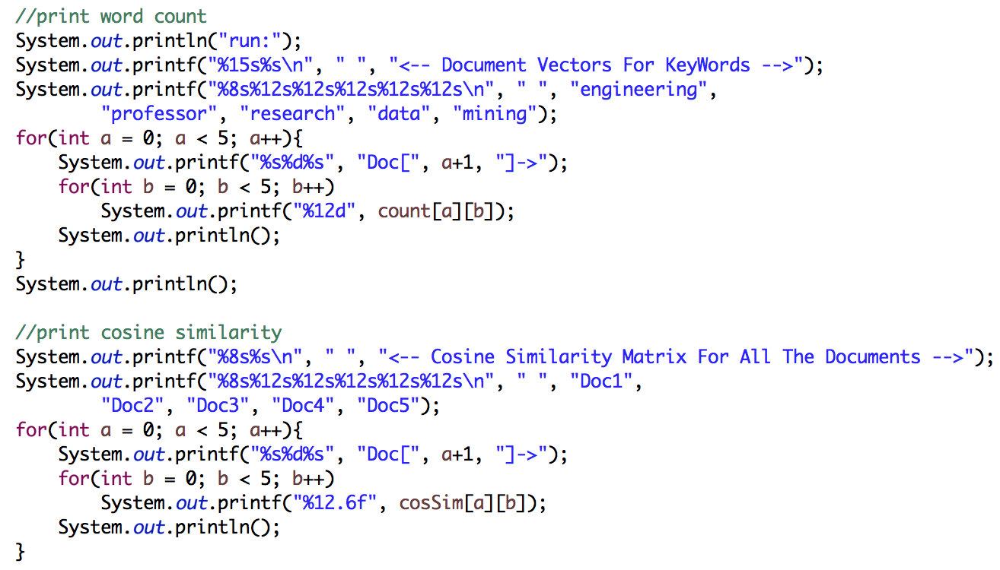 //print word count
System.out.println("run:");
System.out.printf("%15s%s\n", " ", "<-- Document Vectors For KeyWords -->");
System.out.printf("%8s%12s%12s%12s%12s%12s\n", " ", "engineering",
        "professor", "research", "data", "mining");
for(int a = 0; a < 5; a++){
    System.out.printf("%s%d%s", "Doc[", a+1, "]->");
    for(int b = 0; b < 5; b++)
        System.out.printf("%12d", count[a][b]);
    System.out.println();
}
System.out.println();

//print cosine similarity
System.out.printf("%8s%s\n", " ", "<-- Cosine Similarity Matrix For All The Documents -->");
System.out.printf("%8s%12s%12s%12s%12s%12s\n", " ", "Doc1",
        "Doc2", "Doc3", "Doc4", "Doc5");
for(int a = 0; a < 5; a++){
    System.out.printf("%s%d%s", "Doc[", a+1, "]->");
    for(int b = 0; b < 5; b++)
        System.out.printf("%12.6f", cosSim[a][b]);
    System.out.println();
}